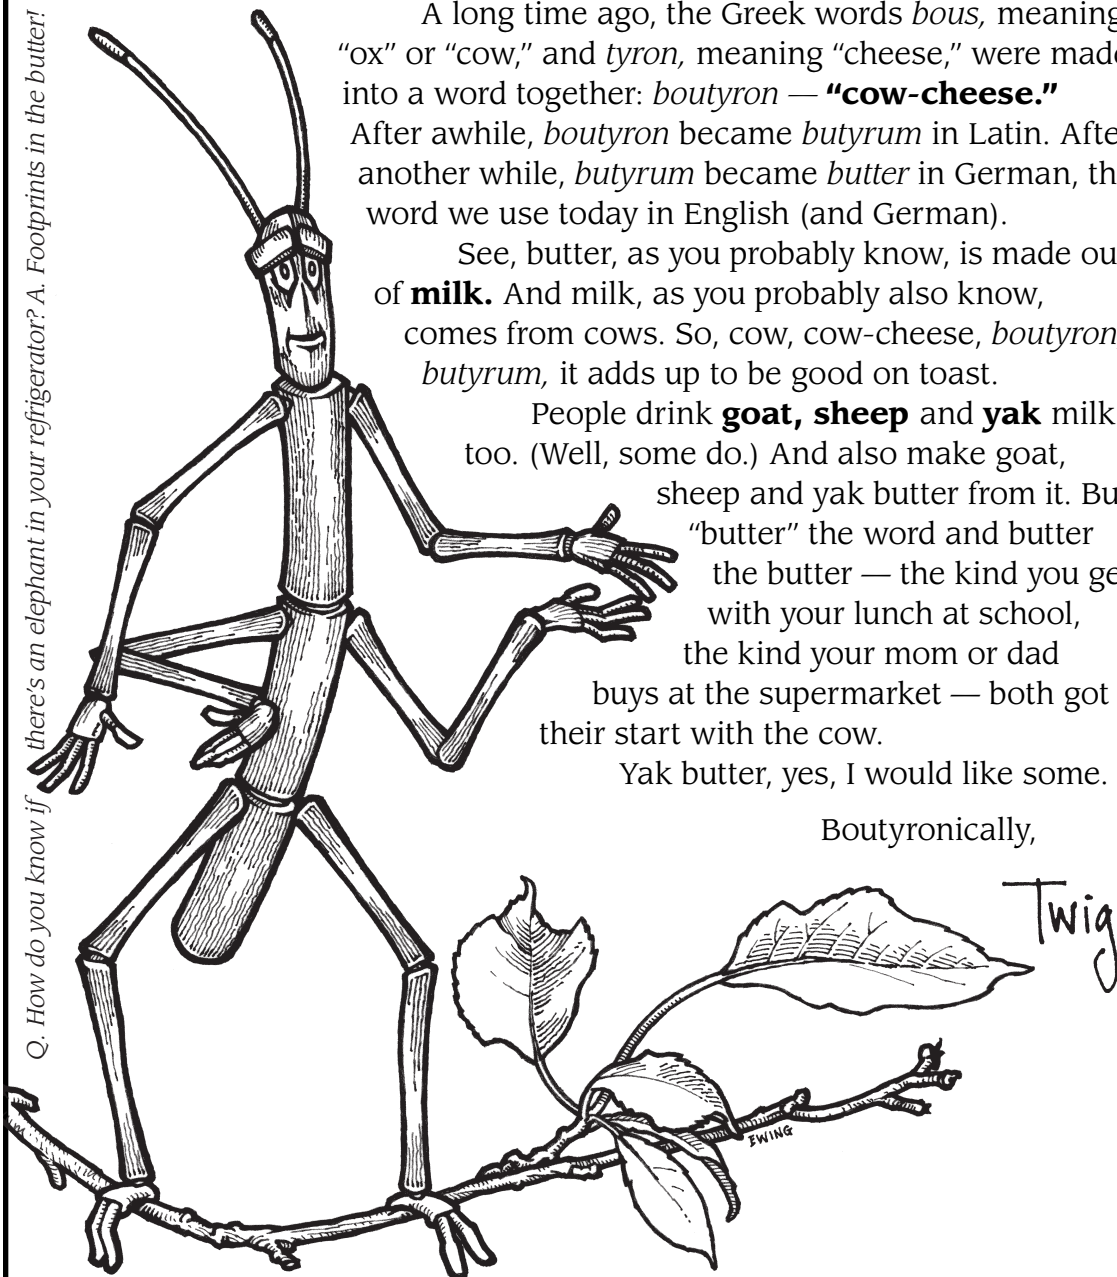 Q. How do you know if there's an elephant in your refrigerator? A. Footprints in the butter!
A long time ago, the Greek words bous, meaning
“ox” or “cow,” and tyron, meaning “cheese,” were made
into a word together: boutyron — “cow-cheese.”
After awhile, boutyron became butyrum in Latin. Afte
another while, butyrum became butter in German, th
word we use today in English (and German).
See, butter, as you probably know, is made ou
of milk. And milk, as you probably also know,
comes from cows. So, cow, cow-cheese, boutyron
butyrum, it adds up to be good on toast.
People drink goat, sheep and yak milk
too. (Well, some do.) And also make goat,
sheep and yak butter from it. Bu
“butter” the word and butter
the butter — the kind you ge
with your lunch at school,
the kind your mom or dad
buys at the supermarket — both got
their start with the cow.
Yak butter, yes, I would like some.
Boutyronically,
Twig
EWING